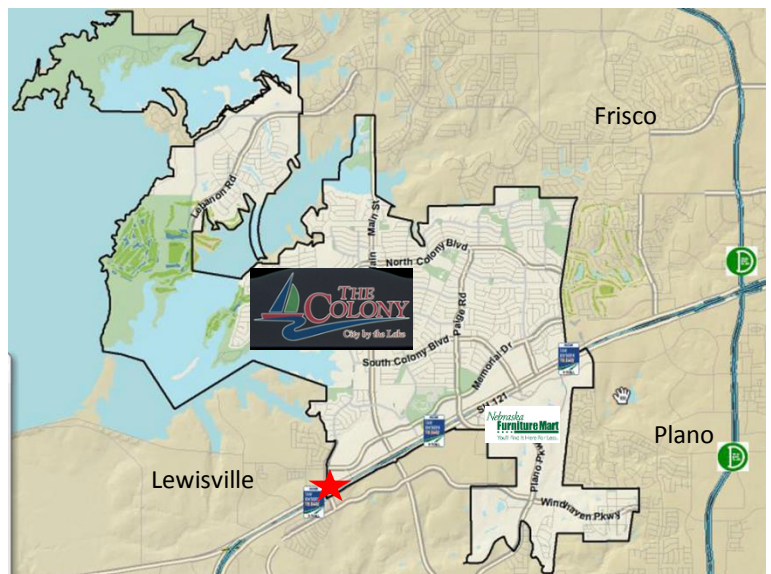 Frisco
Lebanon Rd
Main St
Main
North Colony Blvd
THE
COLONY
City by the Lake
Paige Rd
South Colony Blvd
Memorial Dr
SH 121
Nebraska
Furniture Mart
Plano
Lewisville
Plano Pkwy
Windhaven Pkwy